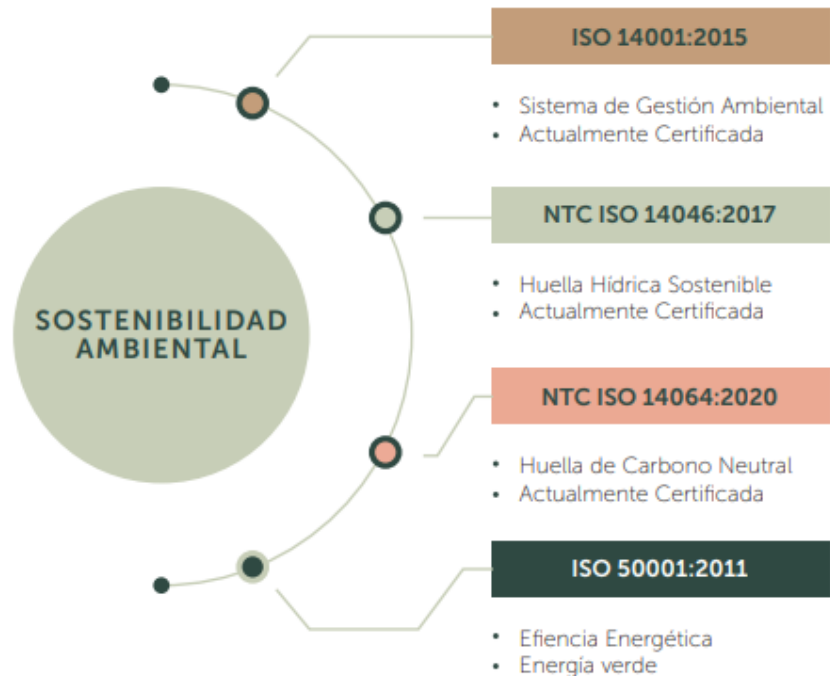 ISO 14001:2015
• Sistema de Gestión Ambiental
• Actualmente Certificada
NTC ISO 14046:2017
• Huella Hídrica Sostenible
• Actualmente Certificada
SOSTENIBILIDAD
AMBIENTAL
NTC ISO 14064:2020
• Huella de Carbono Neutral
• Actualmente Certificada
ISO 50001:2011
• Efiencia Energética
• Energía verde